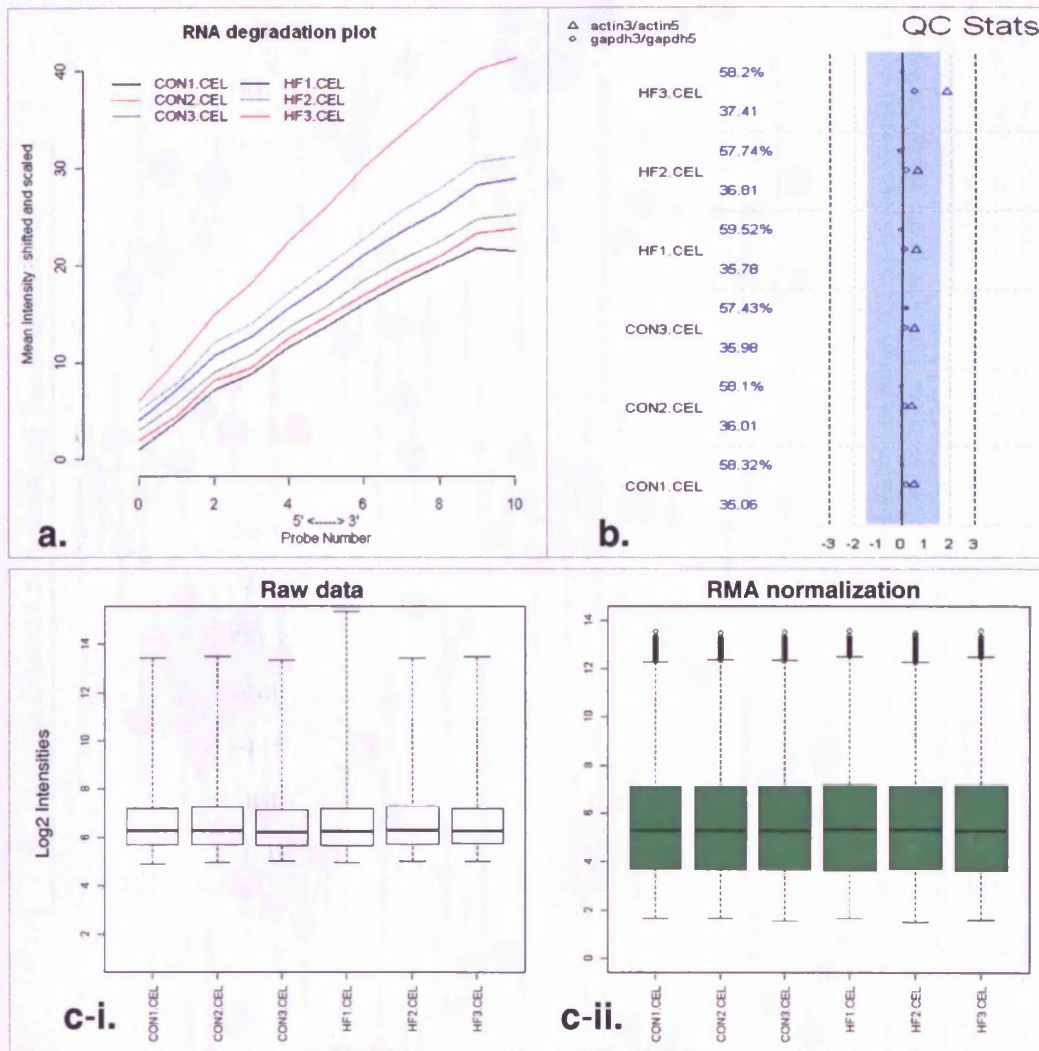 RNA degradation plot
Mean Intensity : shifted and scaled
40
30
20
10
0
CON1.CEL
CON2.CEL
CON3.CEL
HF1.CEL
HF2.CEL
HF3.CEL
0 2 4 6 8 10
5' <-----> 3'
Probe Number
a.
actin3/actin5
gapdh3/gapdh5
QC Stats
HF3.CEL
58.2%
37.41
HF2.CEL
57.74%
36.81
HF1.CEL
59.52%
35.78
CON3.CEL
57.43%
35.98
CON2.CEL
58.1%
36.01
CON1.CEL
58.32%
35.06
-3 -2 -1 0 1 2 3
b.
Raw data
Log2 Intensities
14
12
10
8
6
4
2
CON1.CEL
CON2.CEL
CON3.CEL
HF1.CEL
HF2.CEL
HF3.CEL
c-i.
RMA normalization
14
12
10
8
6
4
2
0
CON1.CEL
CON2.CEL
CON3.CEL
HF1.CEL
HF2.CEL
HF3.CEL
c-ii.